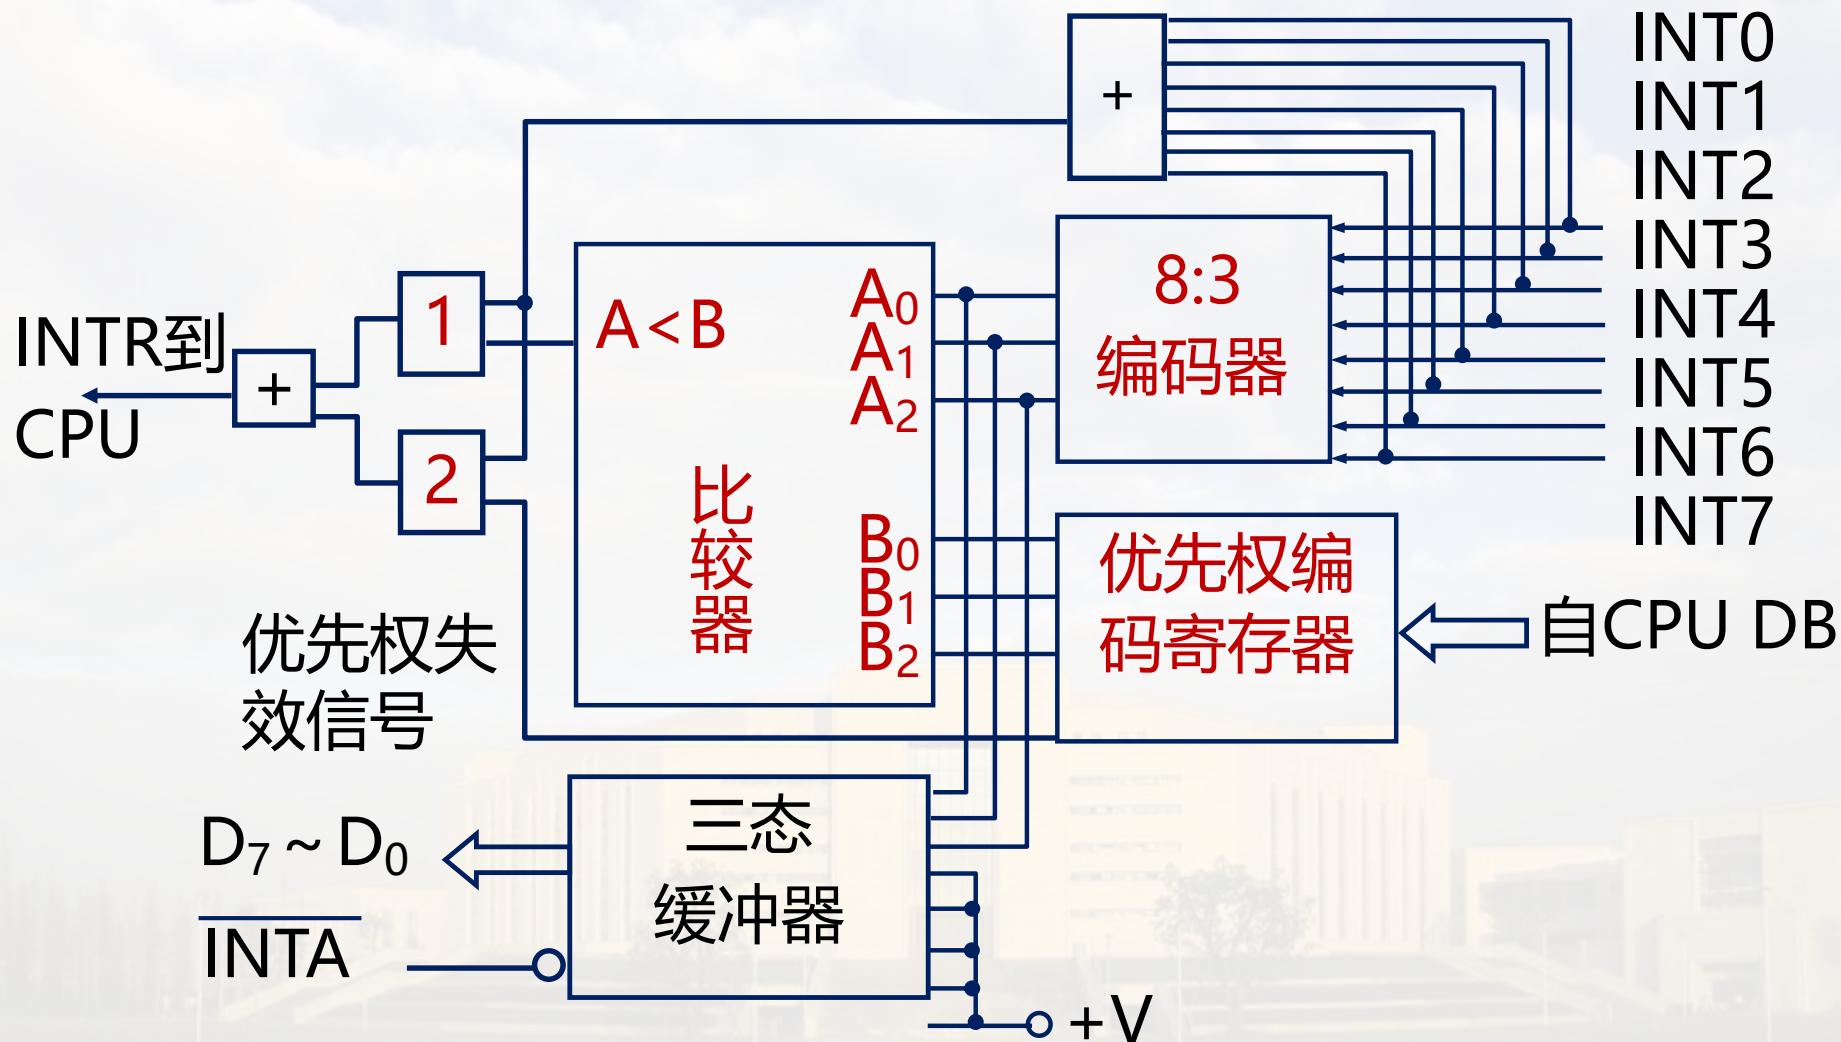 +
INT0
INT1
INT2
INT3
INT4
INT5
INT6
INT7
8:3
编码器
A<B
A0
A1
A2
比
较
器
B0
B1
B2
1
2
+
INTR到
CPU
优先权编
码寄存器
自CPU DB
优先权失
效信号
三态
缓冲器
D7 ~ D0
INTA
+V